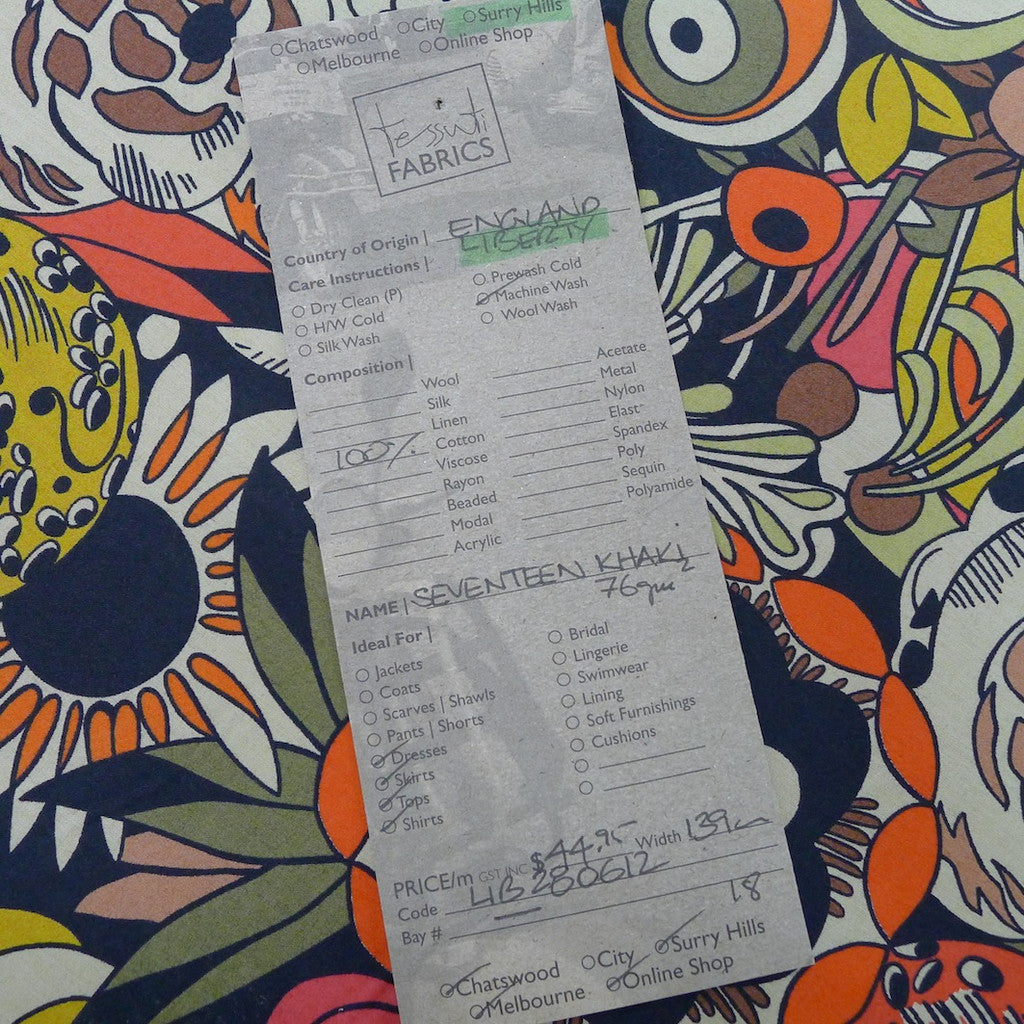 ○Chatswood ○City ○Surry Hills
○Melbourne ○Online Shop
tessuti
FABRICS
Country of Origin | ENGLAND
LIBERTY
Care Instructions |
○ Dry Clean (P) ○ Prewash Cold
○ H/W Cold ○ Machine Wash
○ Silk Wash ○ Wool Wash
Composition |
Wool Acetate
Silk Metal
Linen Nylon
100% Cotton Elast-
Viscose Spandex
Rayon Poly
Beaded Sequin
Modal Polyamide
Acrylic
NAME | SEVENTEEN KHAKI
76gm
Ideal For |
○ Jackets ○ Bridal
○ Coats ○ Lingerie
○ Scarves | Shawls ○ Swimwear
○ Pants | Shorts ○ Lining
○ Dresses ○ Soft Furnishings
○ Skirts ○ Cushions
○ Tops ○
○ Shirts ○
PRICE/m GST INC $44.95 Width 139cm
Code LIB280612
Bay # 18
○Chatswood ○City ○Surry Hills
○Melbourne ○Online Shop